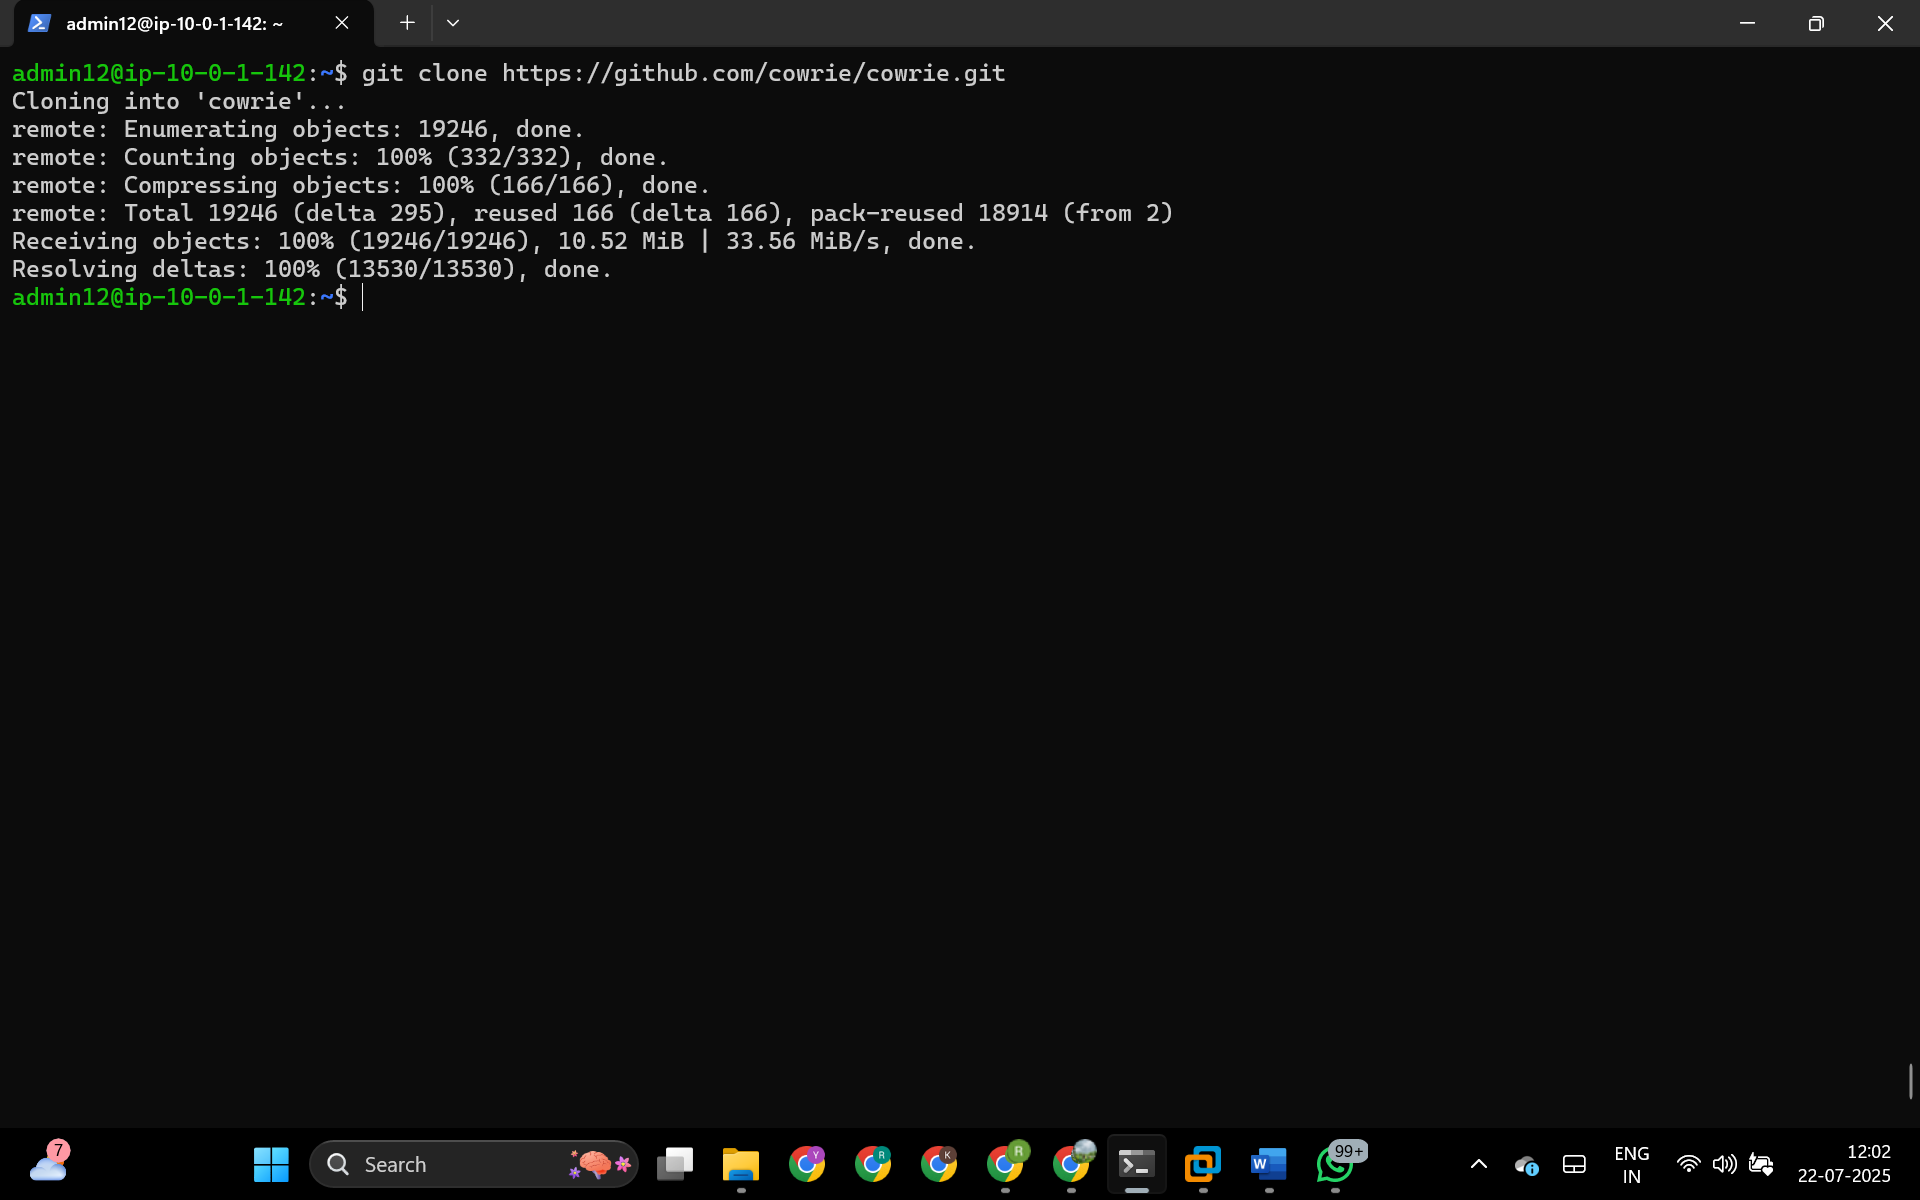 admin12@ip-10-0-1-142: ~
admin12@ip-10-0-1-142:~$ git clone https://github.com/cowrie/cowrie.git
Cloning into 'cowrie'...
remote: Enumerating objects: 19246, done.
remote: Counting objects: 100% (332/332), done.
remote: Compressing objects: 100% (166/166), done.
remote: Total 19246 (delta 295), reused 166 (delta 166), pack-reused 18914 (from 2)
Receiving objects: 100% (19246/19246), 10.52 MiB | 33.56 MiB/s, done.
Resolving deltas: 100% (13530/13530), done.
admin12@ip-10-0-1-142:~$
7
Search
Y
R
K
R
W
99+
ENG
IN
12:02
22-07-2025